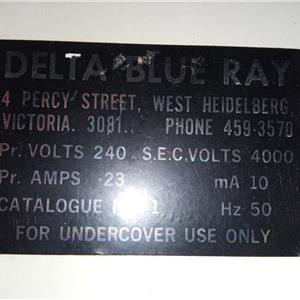 DELTA BLUE RAY
4 PERCY STREET, WEST HEIDELBERG,
VICTORIA. 3081. PHONE 459-3570
Pr. VOLTS 240 S.E.C. VOLTS 4000
Pr. AMPS .23 mA 10
CATALOGUE 1 Hz 50
FOR UNDERCOVER USE ONLY